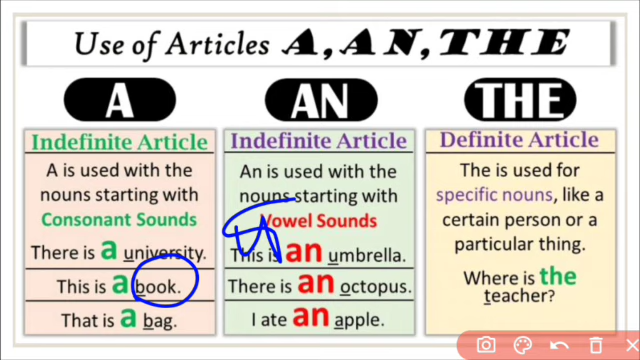 Use of Articles A, AN, THE
A
Indefinite Article
A is used with the
nouns starting with
Consonant Sounds
There is a university.
This is a book.
That is a bag.
AN
Indefinite Article
An is used with the
nouns starting with
Vowel Sounds
This is an umbrella.
There is an octopus.
I ate an apple.
THE
Definite Article
The is used for
specific nouns, like a
certain person or a
particular thing.
Where is the
teacher?